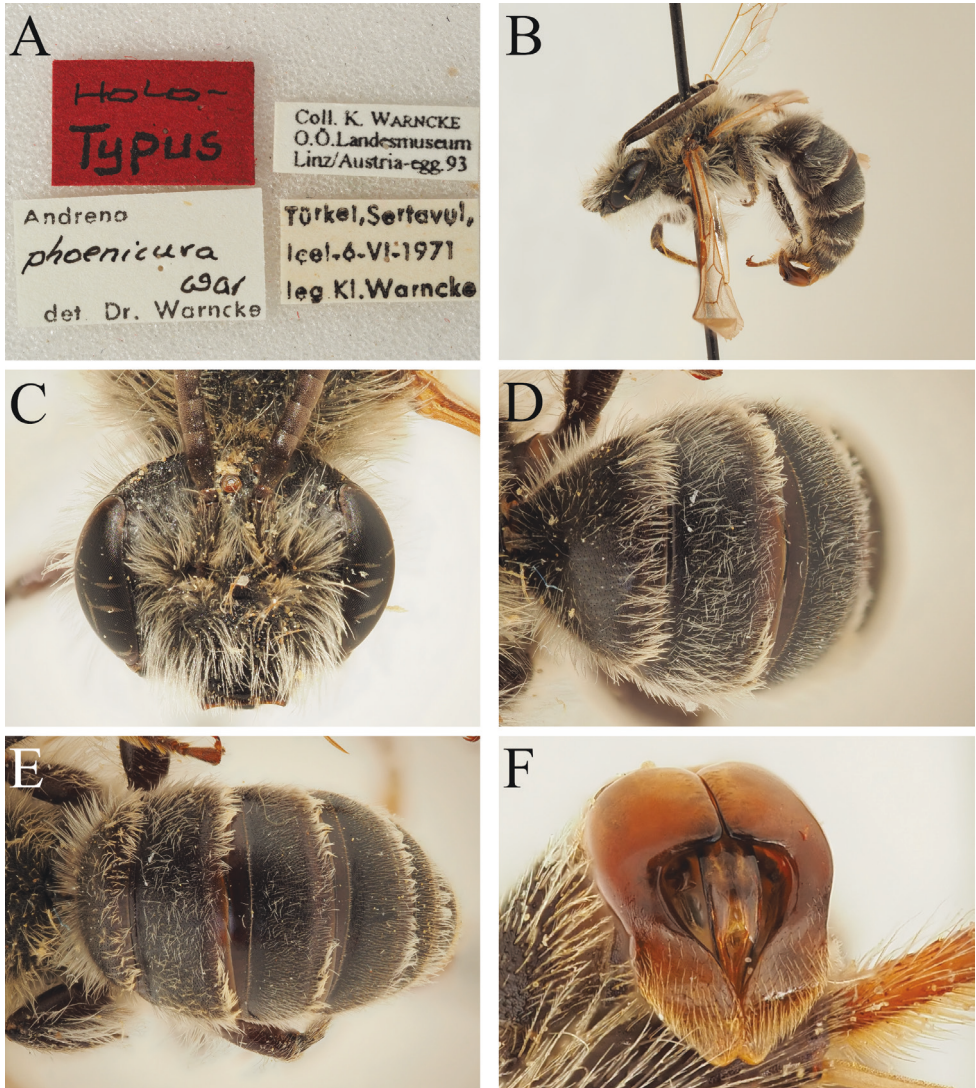 A
HOLO-
Typus
Coll. K. WARNCKE
O.Ö.Landesmuseum
Linz/Austria-egg.93
Andrena
phoenicura
War
det. Dr. Warncke
Türkei,Sertavul,
Icel-6-VI-1971
leg Kl.Warncke
B
C
D
E
F